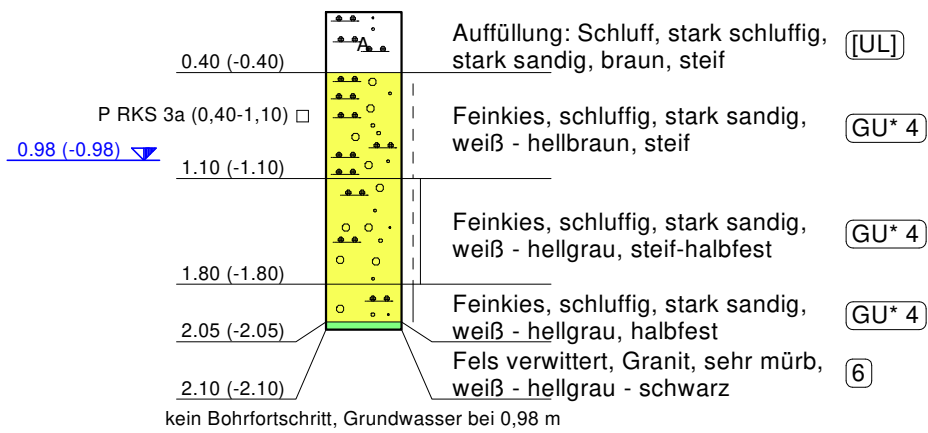 Auffüllung: Schluff, stark schluffig,
stark sandig, braun, steif
[UL]
A
0.40 (-0.40)
P RKS 3a (0,40-1,10)
Feinkies, schluffig, stark sandig,
weiß - hellbraun, steif
GU* 4
0.98 (-0.98)
1.10 (-1.10)
Feinkies, schluffig, stark sandig,
weiß - hellgrau, steif-halbfest
GU* 4
1.80 (-1.80)
Feinkies, schluffig, stark sandig,
weiß - hellgrau, halbfest
GU* 4
2.05 (-2.05)
Fels verwittert, Granit, sehr mürb,
weiß - hellgrau - schwarz
6
2.10 (-2.10)
kein Bohrfortschritt, Grundwasser bei 0,98 m